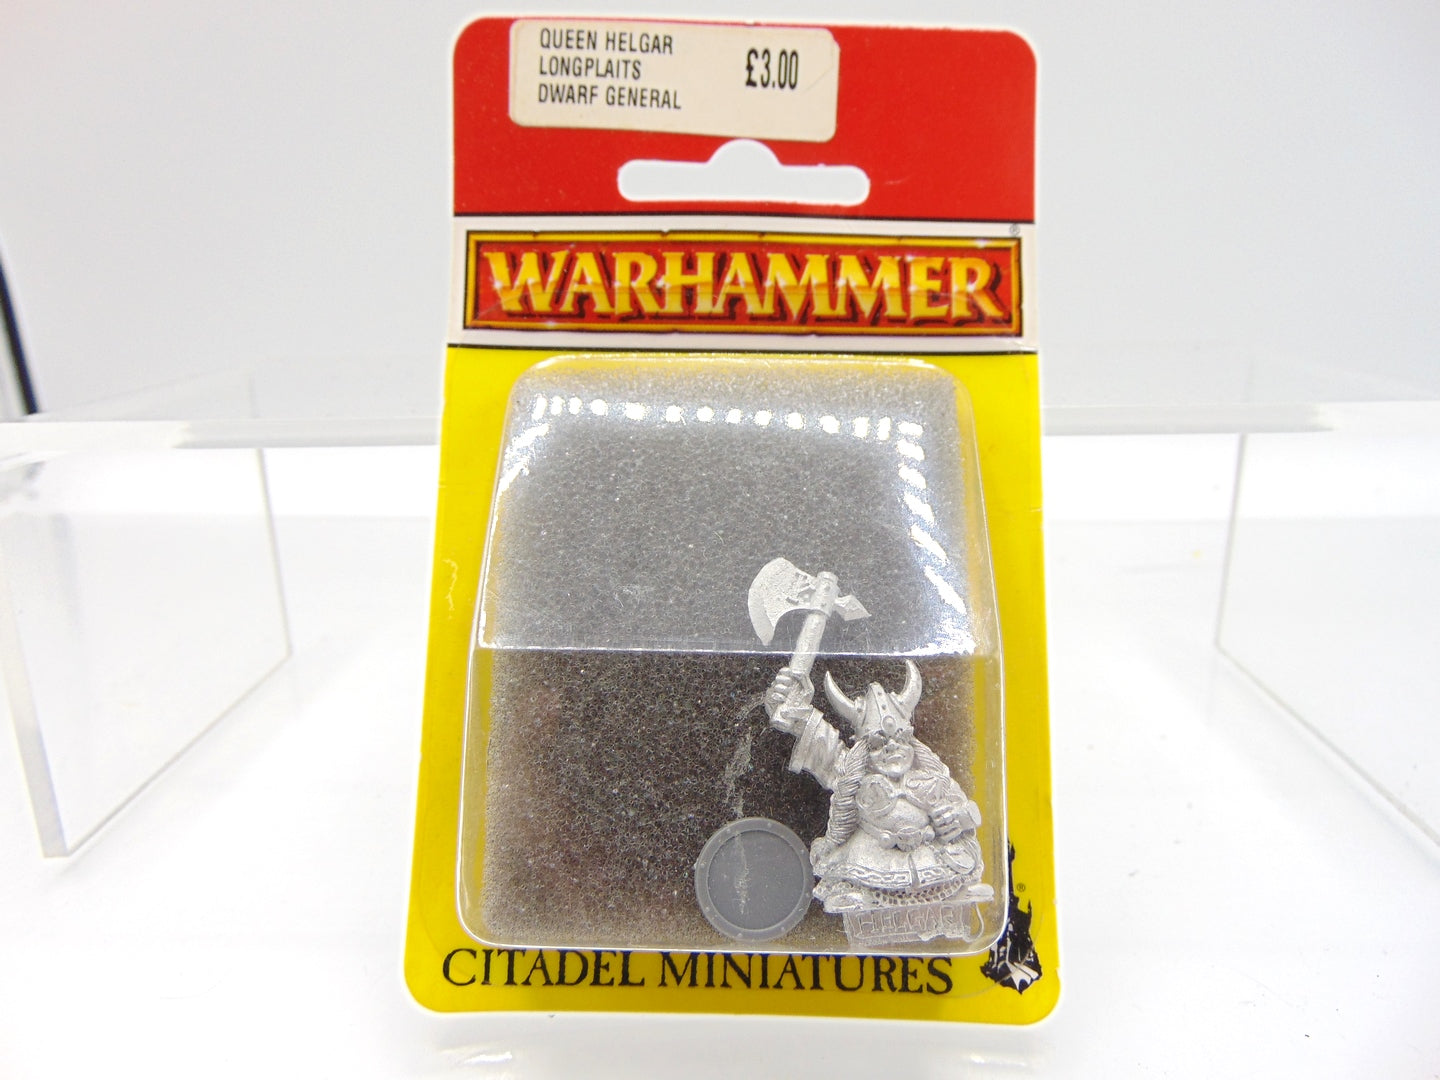 QUEEN HELGAR
LONGPLAITS
DWARF GENERAL
£3.00
WARHAMMER
®
HELGAR
®
CITADEL MINIATURES